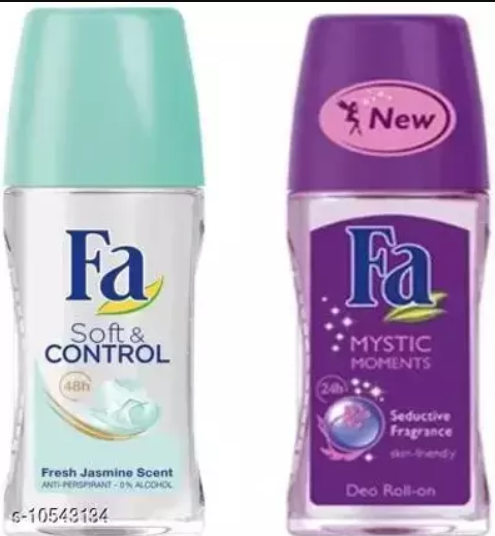 Fa
Soft &
CONTROL
48h
Fresh Jasmine Scent
ANTI-PERSPIRANT - 0% ALCOHOL
s-10543134
New
Fa
MYSTIC
MOMENTS
24h
Seductive
Fragrance
skin-friendly
Deo Roll-on